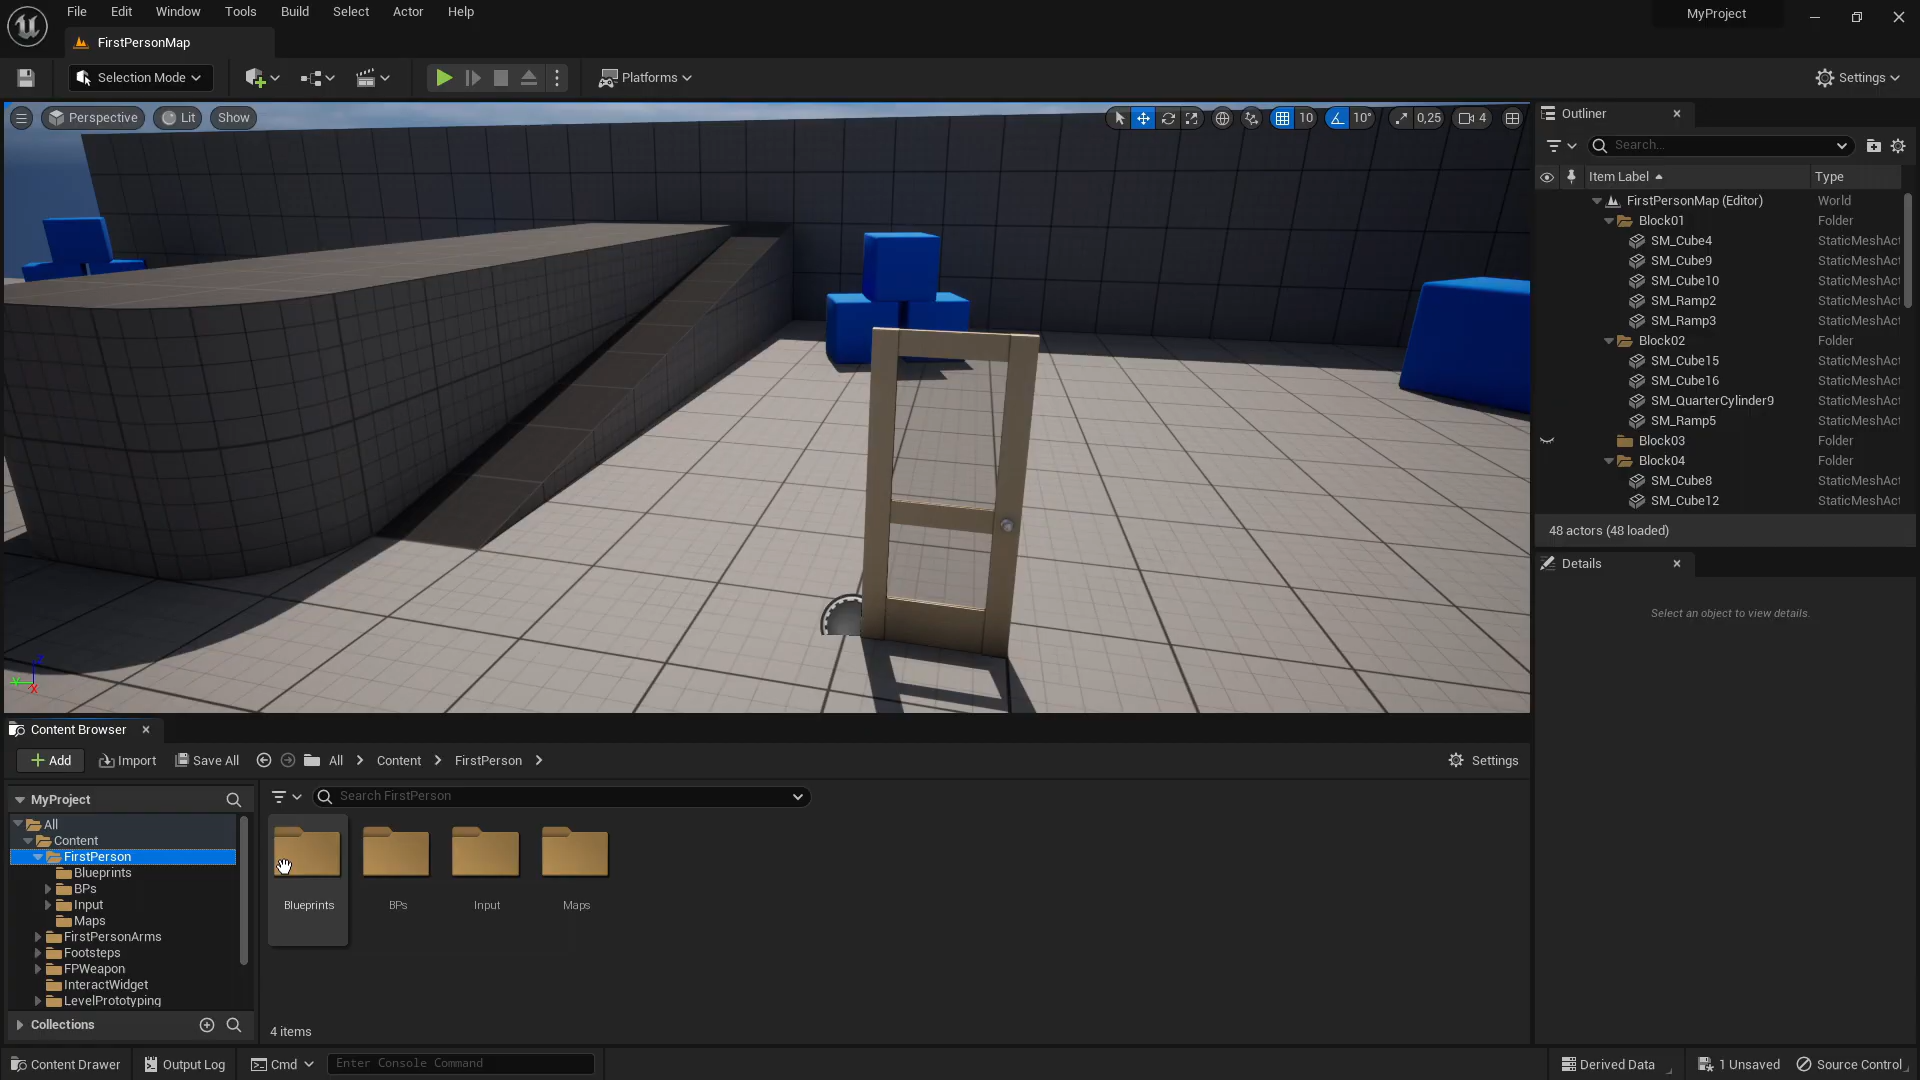 File Edit Window Tools Build Select Actor Help
MyProject
FirstPersonMap
Selection Mode
Platforms
Settings
Perspective Lit Show
10 10° 0,25 4
Outliner
Search...
Item Label Type
FirstPersonMap (Editor) World
Block01 Folder
SM_Cube4 StaticMeshAct
SM_Cube9 StaticMeshAct
SM_Cube10 StaticMeshAct
SM_Ramp2 StaticMeshAct
SM_Ramp3 StaticMeshAct
Block02 Folder
SM_Cube15 StaticMeshAct
SM_Cube16 StaticMeshAct
SM_QuarterCylinder9 StaticMeshAct
SM_Ramp5 StaticMeshAct
Block03 Folder
Block04 Folder
SM_Cube8 StaticMeshAct
SM_Cube12 StaticMeshAct
48 actors (48 loaded)
Details
Select an object to view details.
Z
Y
X
Content Browser
Add Import Save All All Content FirstPerson Settings
MyProject
Search FirstPerson
All
Content
FirstPerson
Blueprints
BPs
Input
Maps
FirstPersonArms
Footsteps
FPWeapon
InteractWidget
LevelPrototyping
Collections
Blueprints BPs Input Maps
4 items
Content Drawer Output Log Cmd Enter Console Command Derived Data 1 Unsaved Source Control